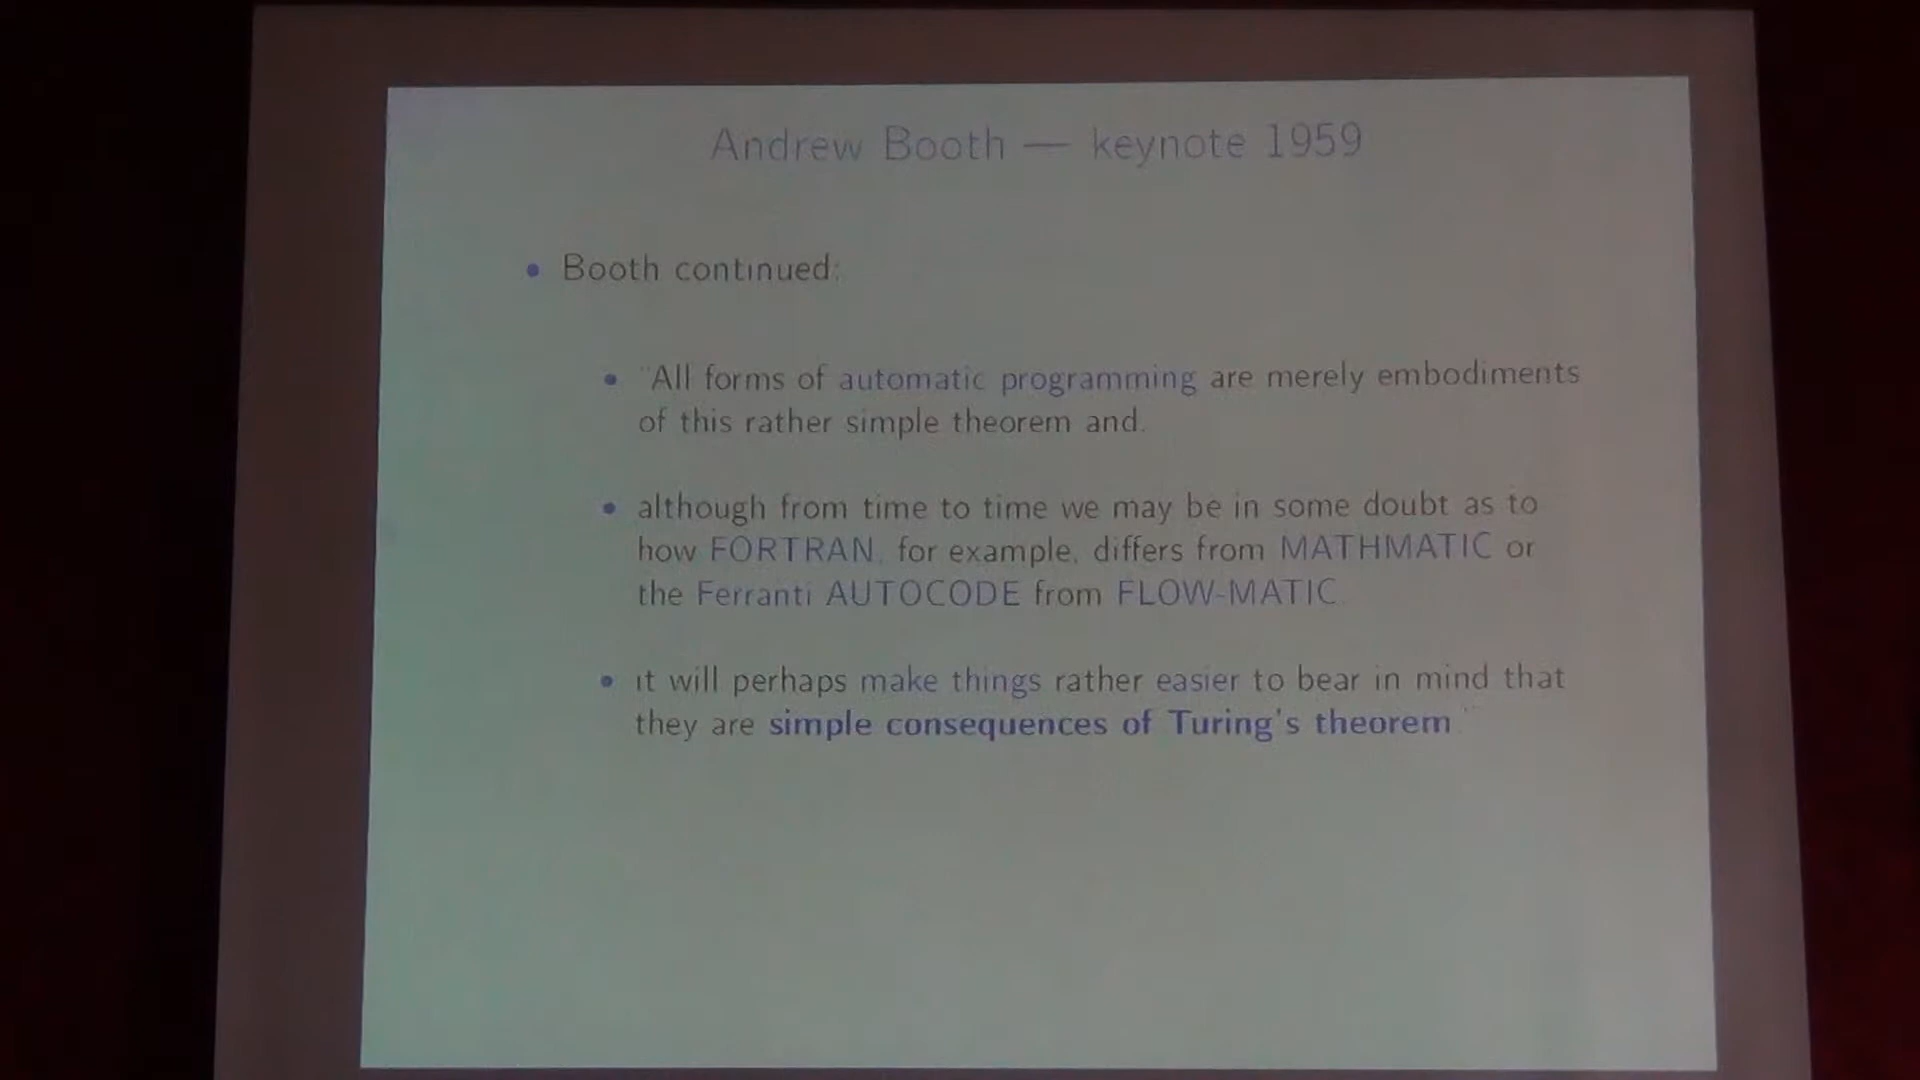 Andrew Booth — keynote 1959
• Booth continued:
• "All forms of automatic programming are merely embodiments
of this rather simple theorem and,
• although from time to time we may be in some doubt as to
how FORTRAN, for example, differs from MATHMATIC or
the Ferranti AUTOCODE from FLOW-MATIC
• it will perhaps make things rather easier to bear in mind that
they are simple consequences of Turing's theorem."